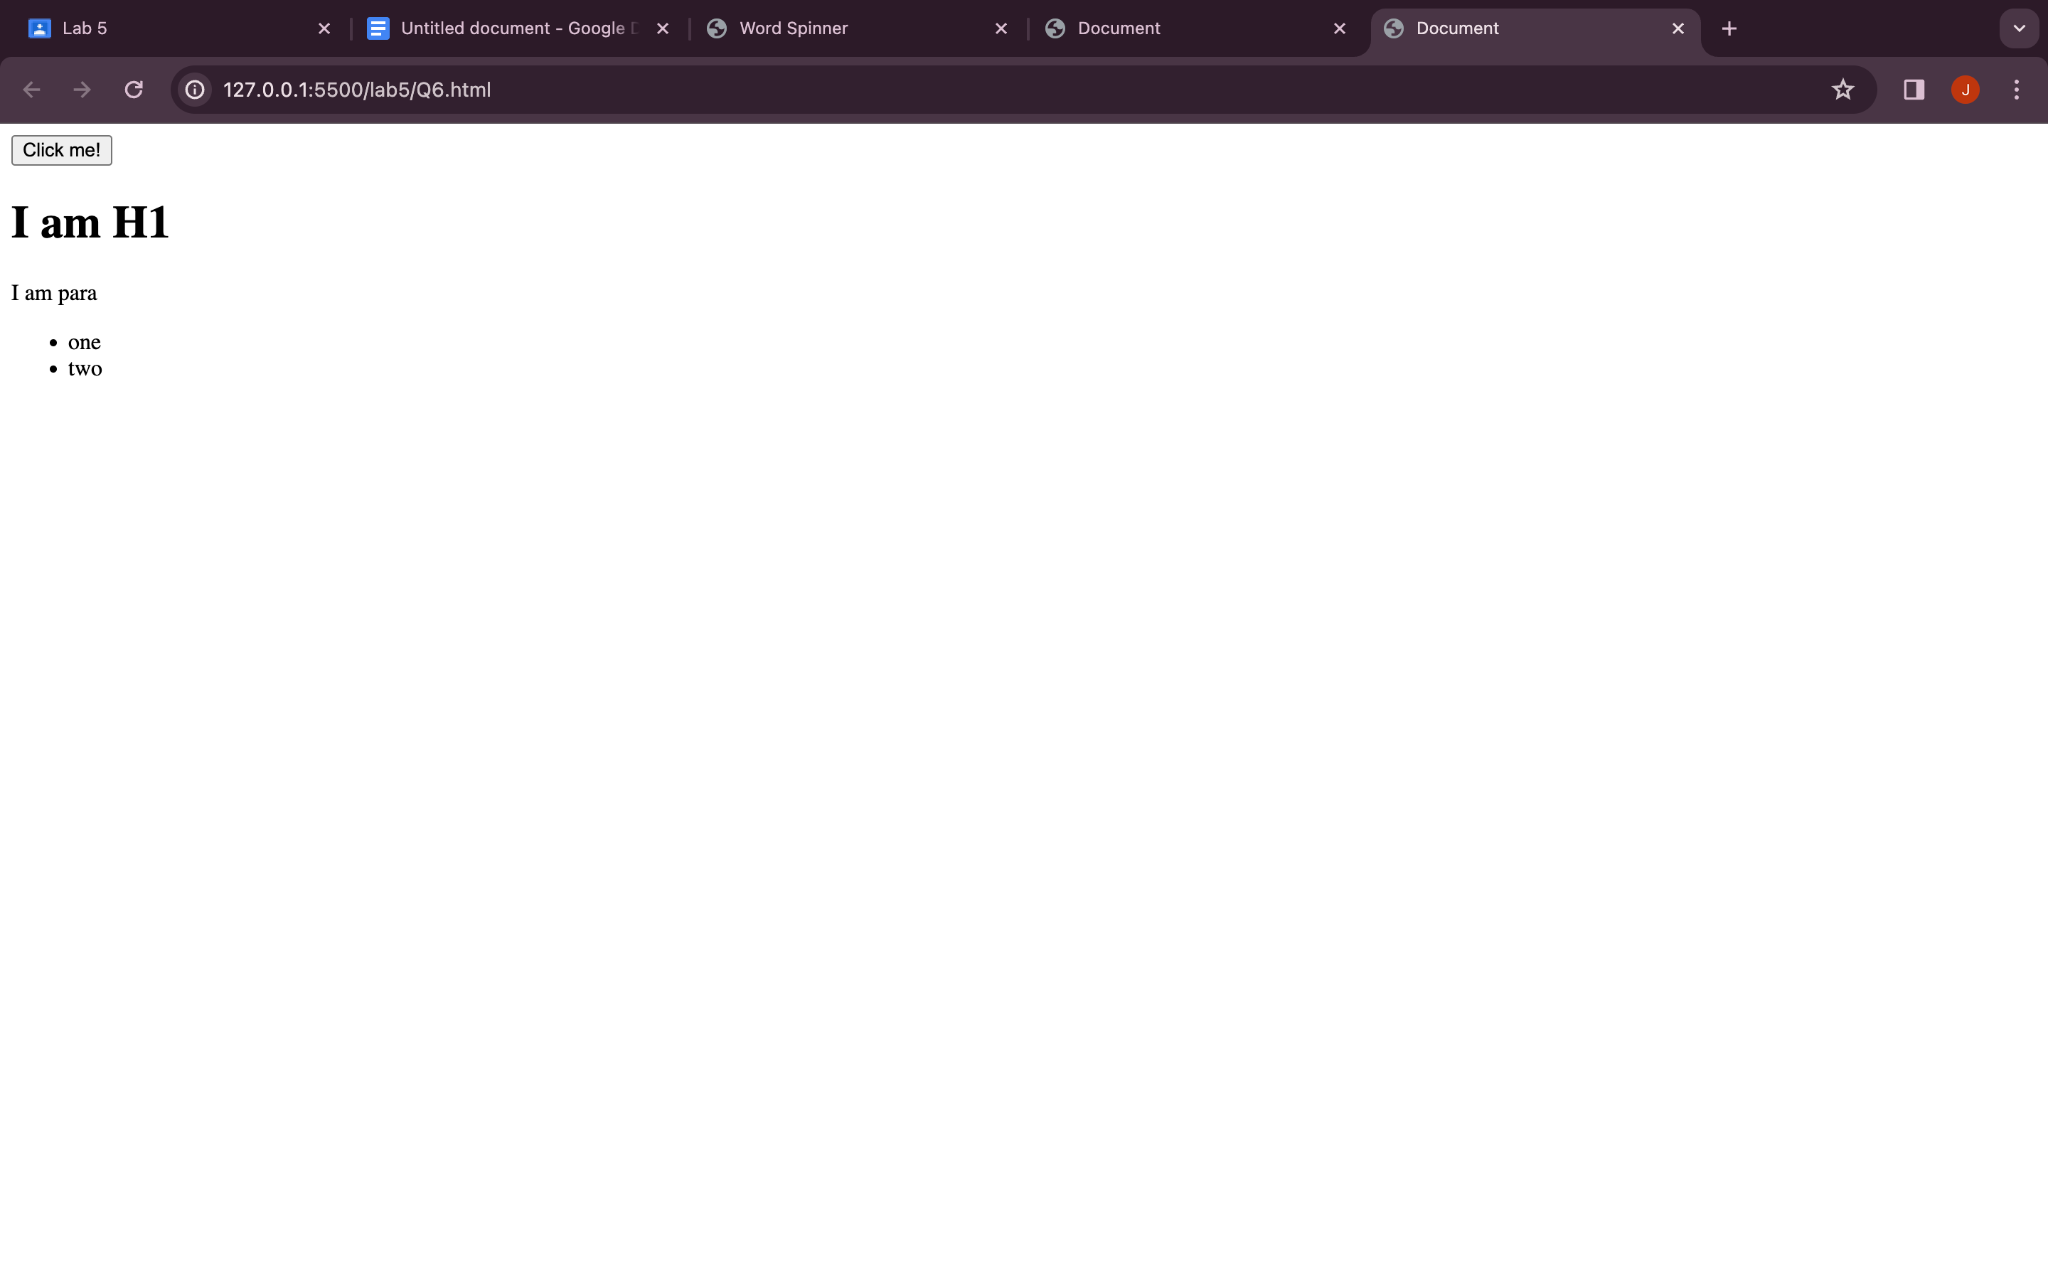 Lab 5
Untitled document - Google D
Word Spinner
Document
Document
127.0.0.1:5500/lab5/Q6.html
J
Click me!
I am H1
I am para
one
two